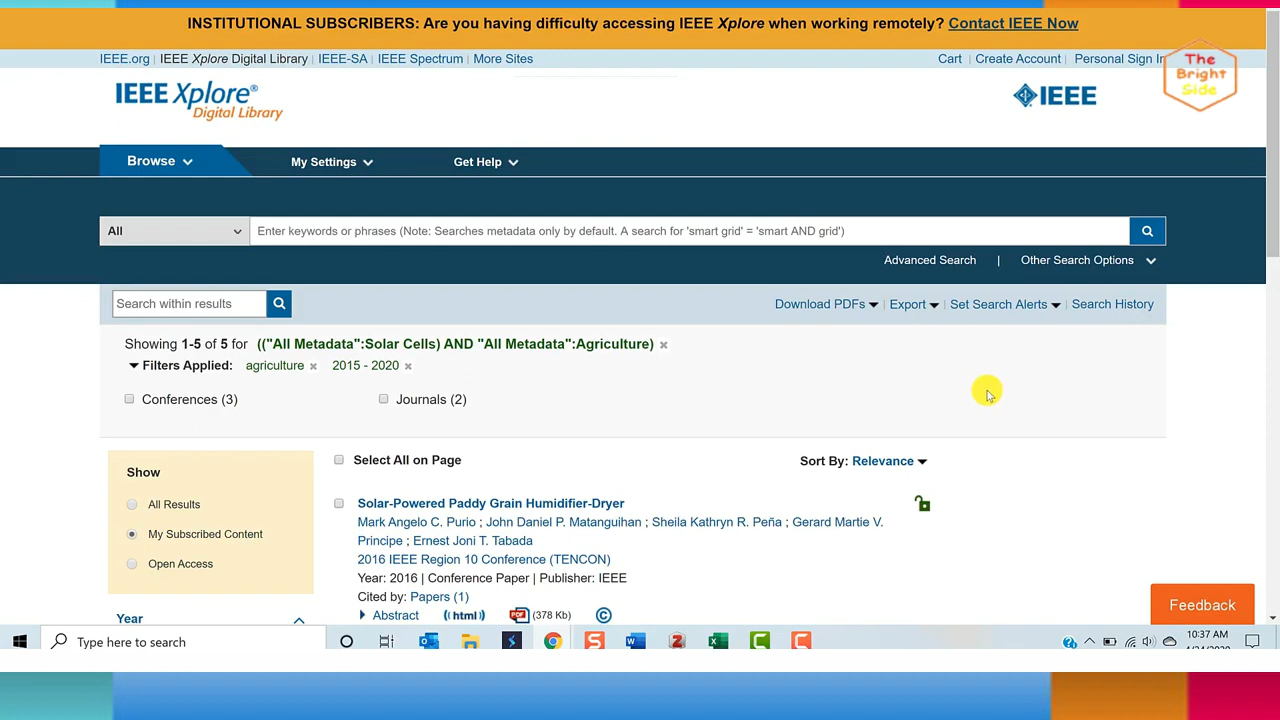 INSTITUTIONAL SUBSCRIBERS: Are you having difficulty accessing IEEE Xplore when working remotely? Contact IEEE Now
IEEE.org | IEEE Xplore Digital Library | IEEE-SA | IEEE Spectrum | More Sites
Cart | Create Account | Personal Sign In
The
Bright
Side
IEEE Xplore®
Digital Library
IEEE
Browse
My Settings
Get Help
All
Enter keywords or phrases (Note: Searches metadata only by default. A search for 'smart grid' = 'smart AND grid')
Advanced Search | Other Search Options
Search within results
Download PDFs | Export | Set Search Alerts | Search History
Showing 1-5 of 5 for (("All Metadata":Solar Cells) AND "All Metadata":Agriculture) ×
Filters Applied: agriculture × 2015 - 2020 ×
Conferences (3)
Journals (2)
Show
All Results
My Subscribed Content
Open Access
Year
Select All on Page
Sort By: Relevance
Solar-Powered Paddy Grain Humidifier-Dryer
Mark Angelo C. Purio ; John Daniel P. Matanguihan ; Sheila Kathryn R. Peña ; Gerard Martie V.
Principe ; Ernest Joni T. Tabada
2016 IEEE Region 10 Conference (TENCON)
Year: 2016 | Conference Paper | Publisher: IEEE
Cited by: Papers (1)
Abstract
(html)
PDF (378 Kb)
©
Feedback
Type here to search
10:37 AM